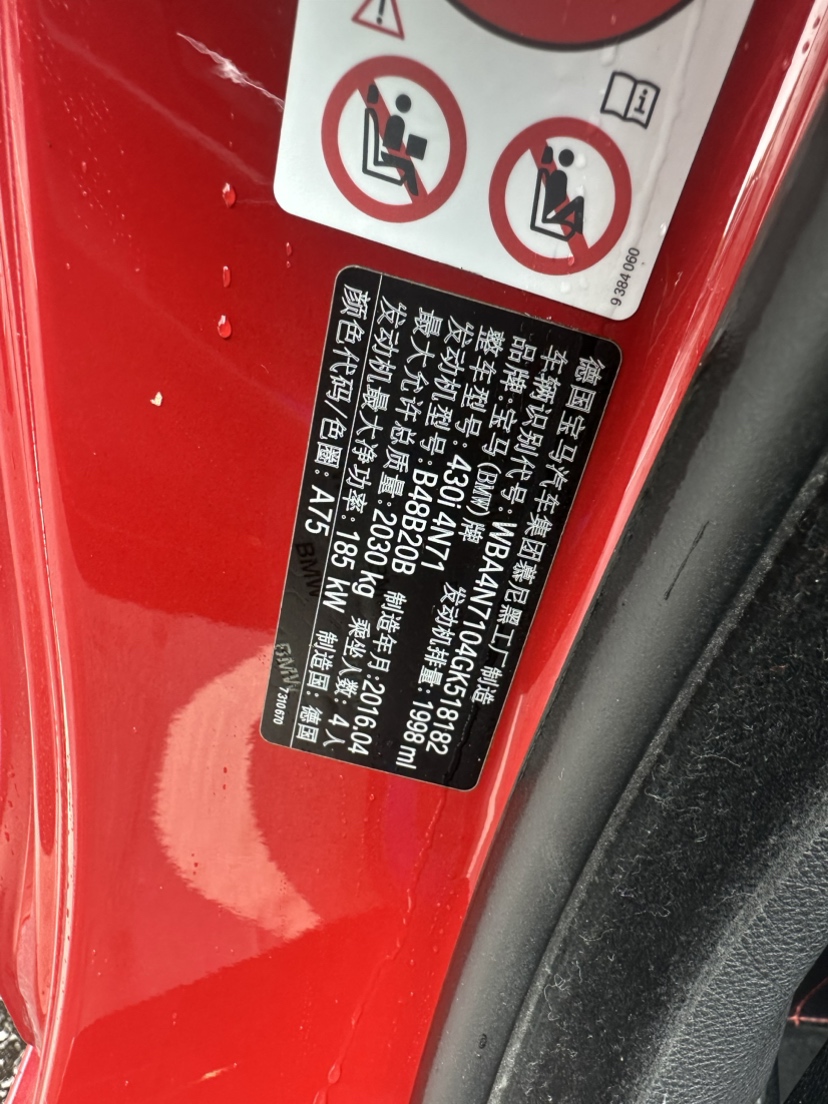 9 384 060
德国宝马汽车集团慕尼黑工厂制造
车辆识别代号: WBA4N7104GK518182
品牌: 宝马(BMW)牌
整车型号: 430i 4N71 发动机排量: 1998 ml
发动机型号: B48B20B
最大允许总质量: 2030 kg 制造年月: 2016.04
发动机最大净功率: 185 kW 乘坐人数: 4 人
颜色代码/色圈: A75 制造国: 德国
BMW
BMW
7310670